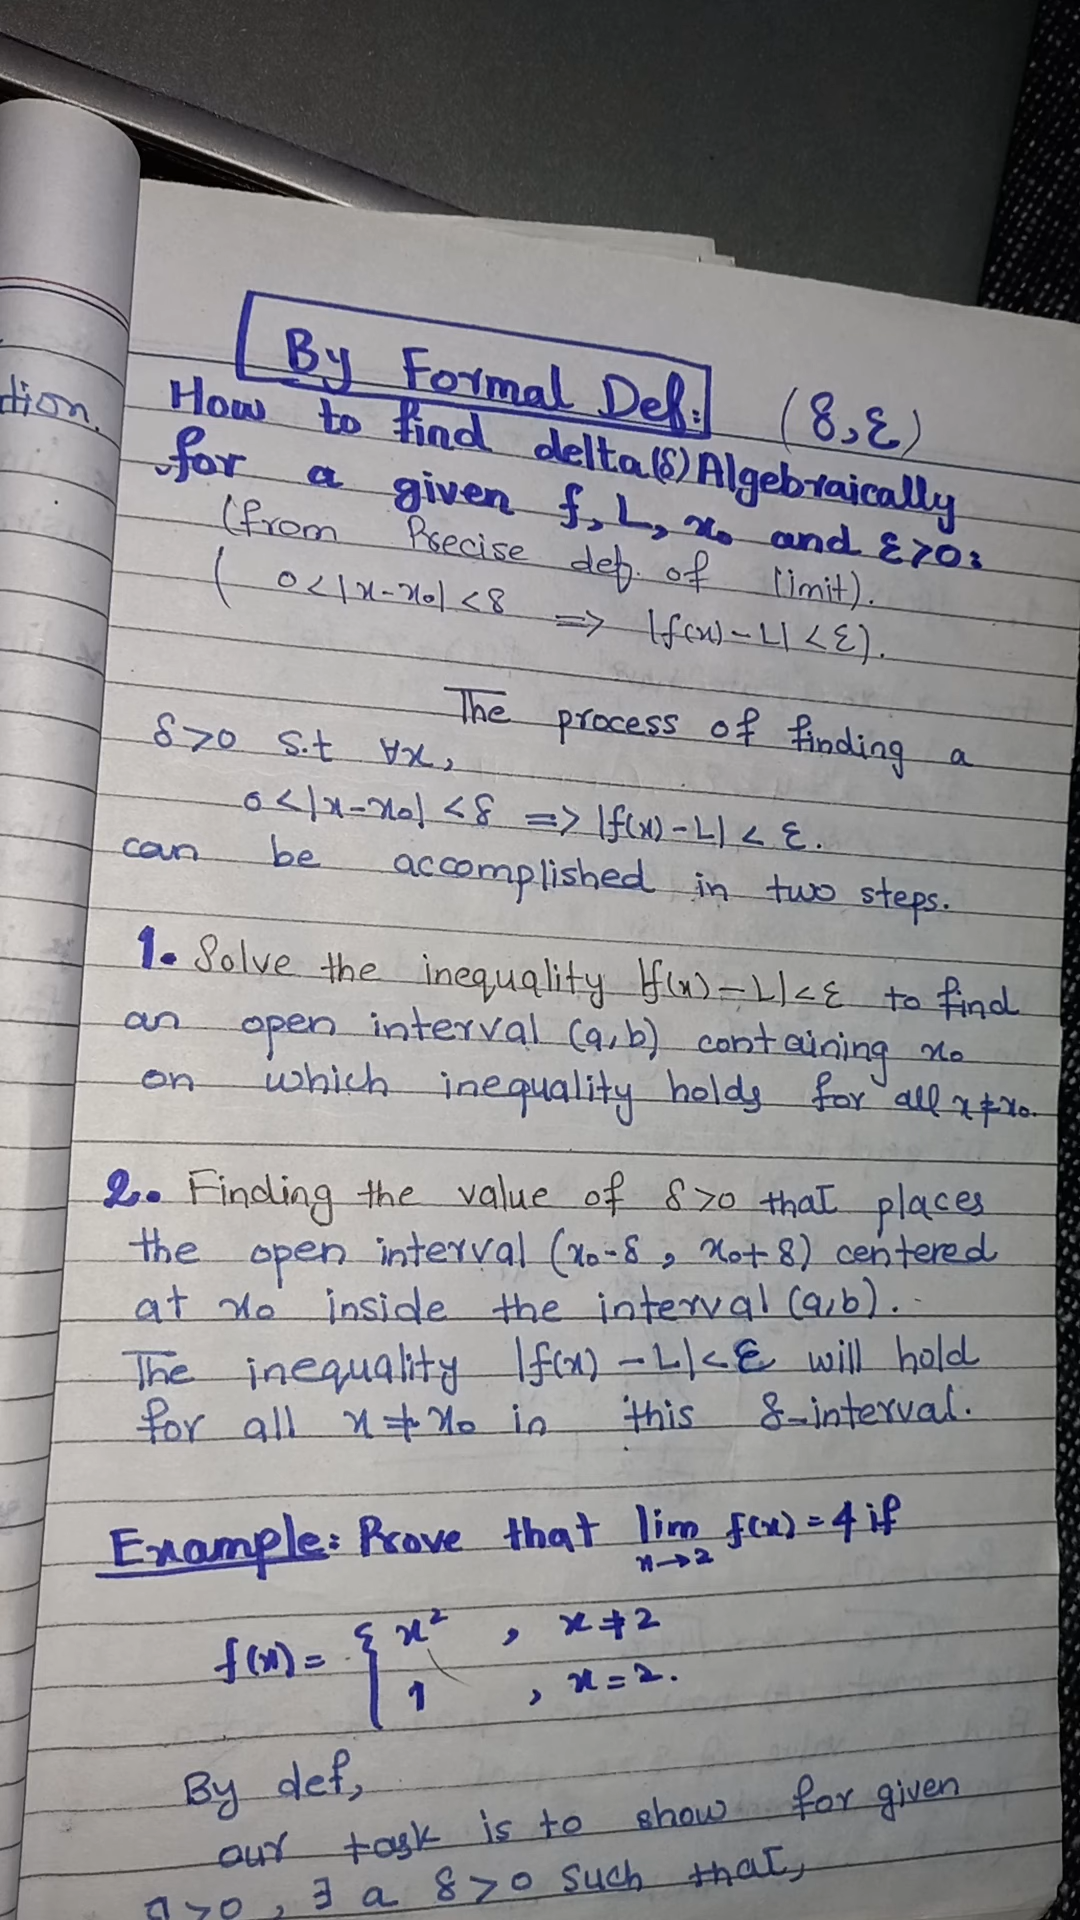 tion.
By Formal Def:
(δ,ε)
How to find delta(δ) Algebraically
for a given f, L, x₀ and ε>0:
(from Precise def. of limit).
( 0<|x-x₀|<δ ⇒ |f(x)-L|<ε).
The process of finding a
δ>0 s.t ∀x,
0<|x-x₀|<δ => |f(x)-L|<ε.
can be accomplished in two steps.
1. Solve the inequality |f(x)-L|<ε to find
an open interval (a,b) containing x₀
on which inequality holds for all x≠x₀.
2. Finding the value of δ>0 that places
the open interval (x₀-δ, x₀+δ) centered
at x₀ inside the interval (a,b).
The inequality |f(x)-L|<ε will hold
for all x≠x₀ in this δ-interval.
Example: Prove that lim f(x)=4 if
x→2
f(x)= { x² , x≠2
1 , x=2.
By def,
our task is to show for given
>0, ∃ a δ>0 such that,